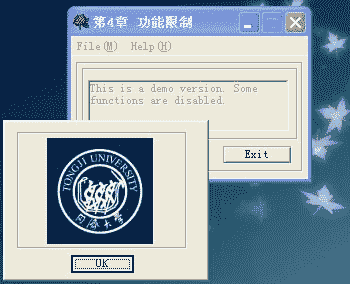 第4章 功能限制
File(M) Help(H)
This is a demo version. Some
functions are disabled.
Exit
TONGJI UNIVERSITY
同济大学
OK